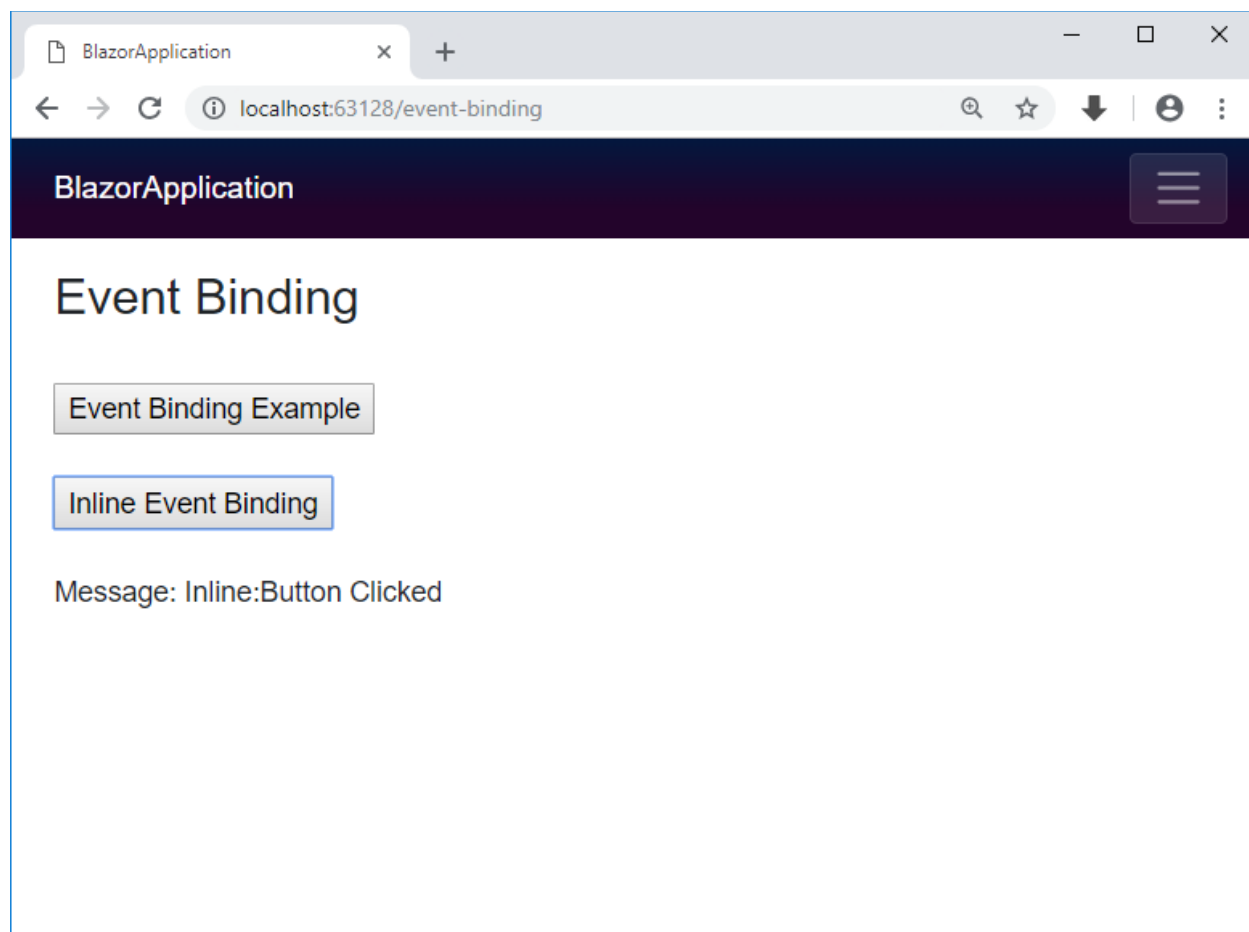 BlazorApplication
localhost:63128/event-binding
BlazorApplication
Event Binding
Event Binding Example
Inline Event Binding
Message: Inline:Button Clicked